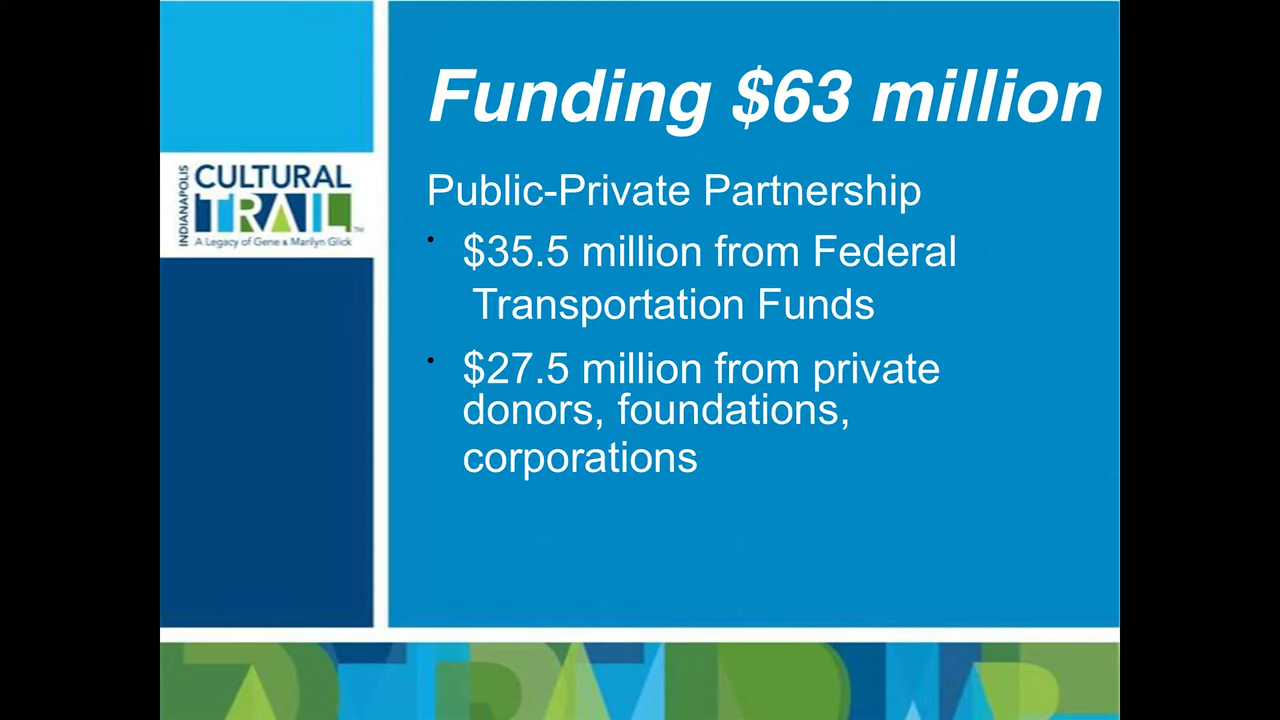 Funding $63 million
INDIANAPOLIS
CULTURAL
TRAIL™
A Legacy of Gene & Marilyn Glick
Public-Private Partnership
• $35.5 million from Federal
Transportation Funds
• $27.5 million from private
donors, foundations,
corporations